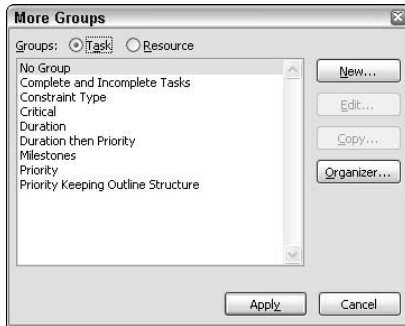 More Groups
Groups: Task Resource
No Group
Complete and Incomplete Tasks
Constraint Type
Critical
Duration
Duration then Priority
Milestones
Priority
Priority Keeping Outline Structure
New...
Edit...
Copy...
Organizer...
Apply Cancel